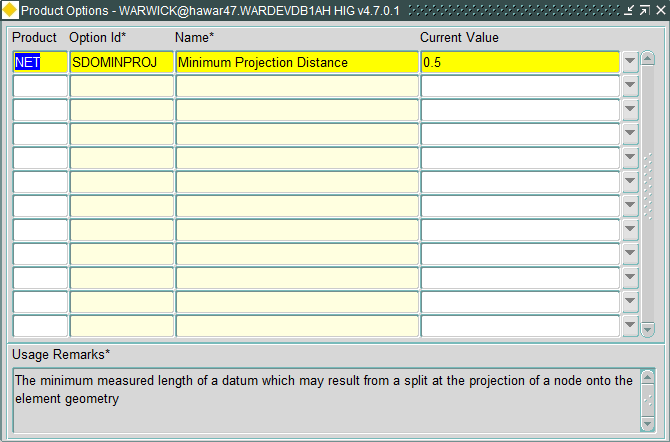 Product Options - WARWICK@hawar47.WARDEVDB1AH HIG v4.7.0.1
Product Option Id* Name* Current Value
NET SDOMINPROJ Minimum Projection Distance 0.5
Usage Remarks*
The minimum measured length of a datum which may result from a split at the projection of a node onto the
element geometry